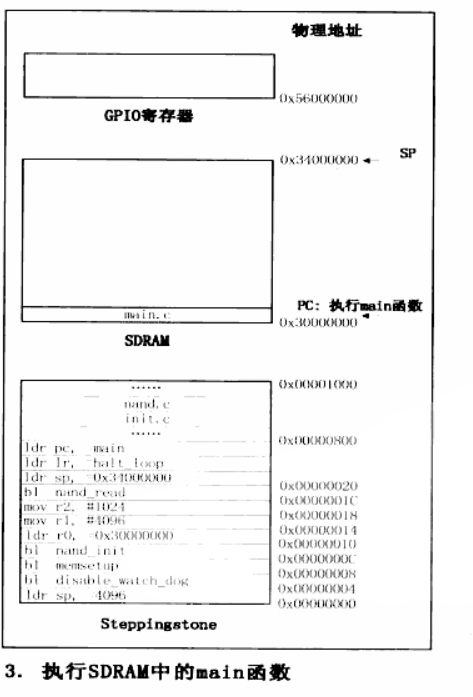 物理地址
0x56000000
GPIO寄存器
0x34000000
SP
main.c
PC: 执行main函数
0x30000000
SDRAM
0x00001000
......
nand.c
init.c
......
0x00000800
ldr pc, =main
ldr lr, =halt_loop
ldr sp, =0x34000000
bl nand_read
0x00000020
mov r2, #1024
0x0000001C
mov r1, #4096
0x00000018
ldr r0, =0x30000000
0x00000014
bl nand_init
0x00000010
bl memsetup
0x0000000C
bl disable_watch_dog
0x00000008
ldr sp, =4096
0x00000004
0x00000000
Steppingstone
3. 执行SDRAM中的main函数